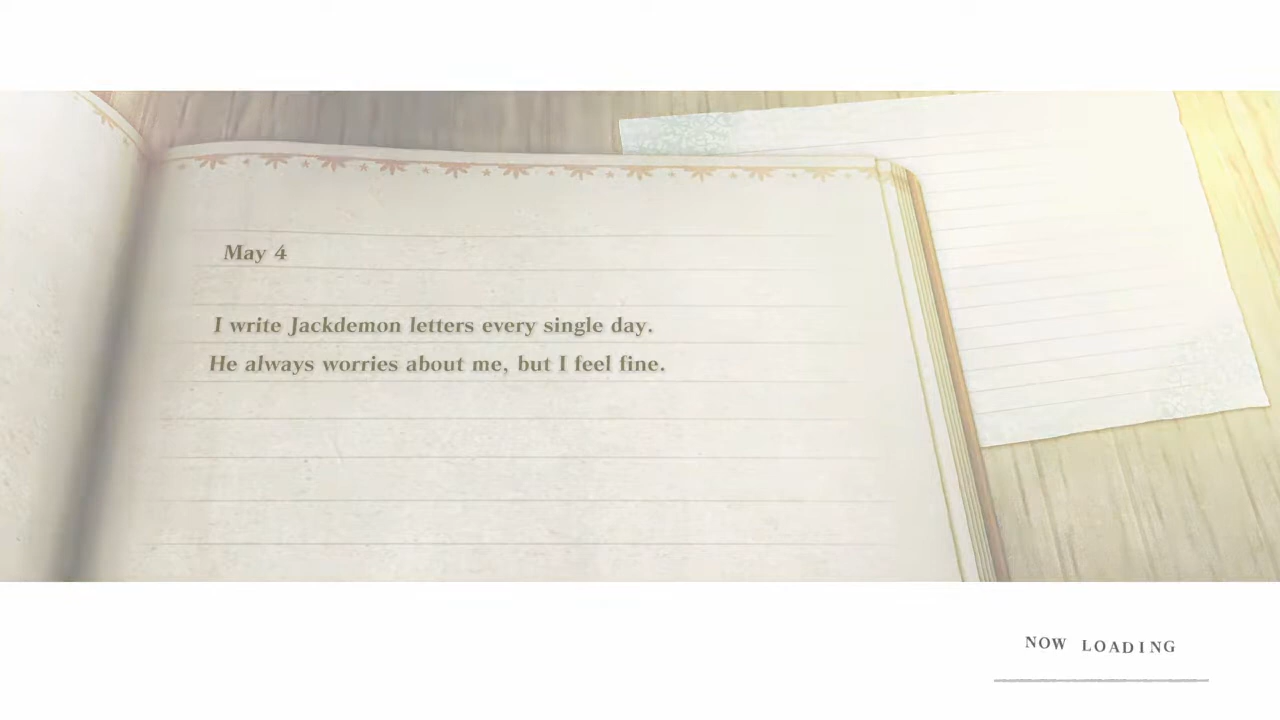 May 4
I write Jackdemon letters every single day.
He always worries about me, but I feel fine.
NOW LOADING